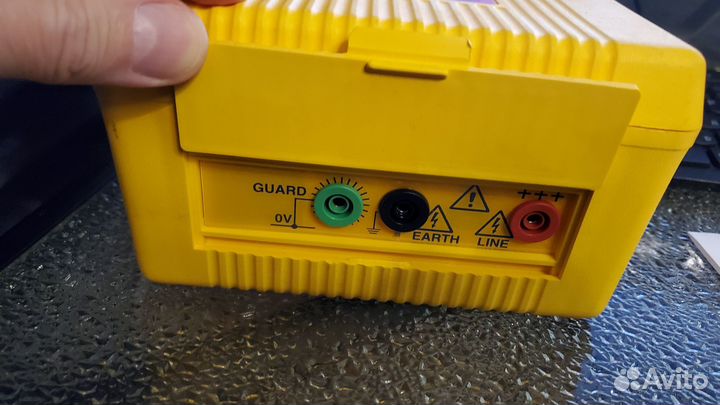 GUARD
0V
EARTH
LINE
+++
Avito